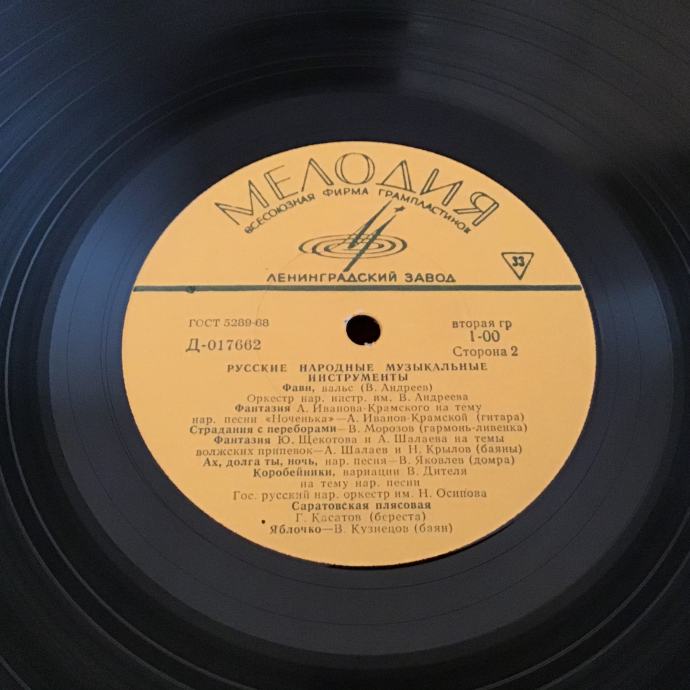 МЕЛОДИЯ
ВСЕСОЮЗНАЯ ФИРМА ГРАМПЛАСТИНОК
ЛЕНИНГРАДСКИЙ ЗАВОД
33
ГОСТ 5289-68
вторая гр
Д-017662
1-00
Сторона 2
РУССКИЕ НАРОДНЫЕ МУЗЫКАЛЬНЫЕ
ИНСТРУМЕНТЫ
Фавн, вальс (В. Андреев)
Оркестр нар. инстр. им. В. Андреева
Фантазия А. Иванова-Крамского на тему
нар. песни «Ноченька»—А. Иванов-Крамской (гитара)
Страдания с переборами—В. Морозов (гармонь-ливенка)
Фантазия Ю. Щекотова и А. Шалаева на темы
волжских припевок—А. Шалаев и Н. Крылов (баяны)
Ах, долга ты, ночь, нар. песня—В. Яковлев (домра)
Коробейники, вариации В. Дителя
на тему нар. песни
Гос. русский нар. оркестр им. Н. Осипова
Саратовская плясовая
Г. Касатов (береста)
Яблочко—В. Кузнецов (баян)